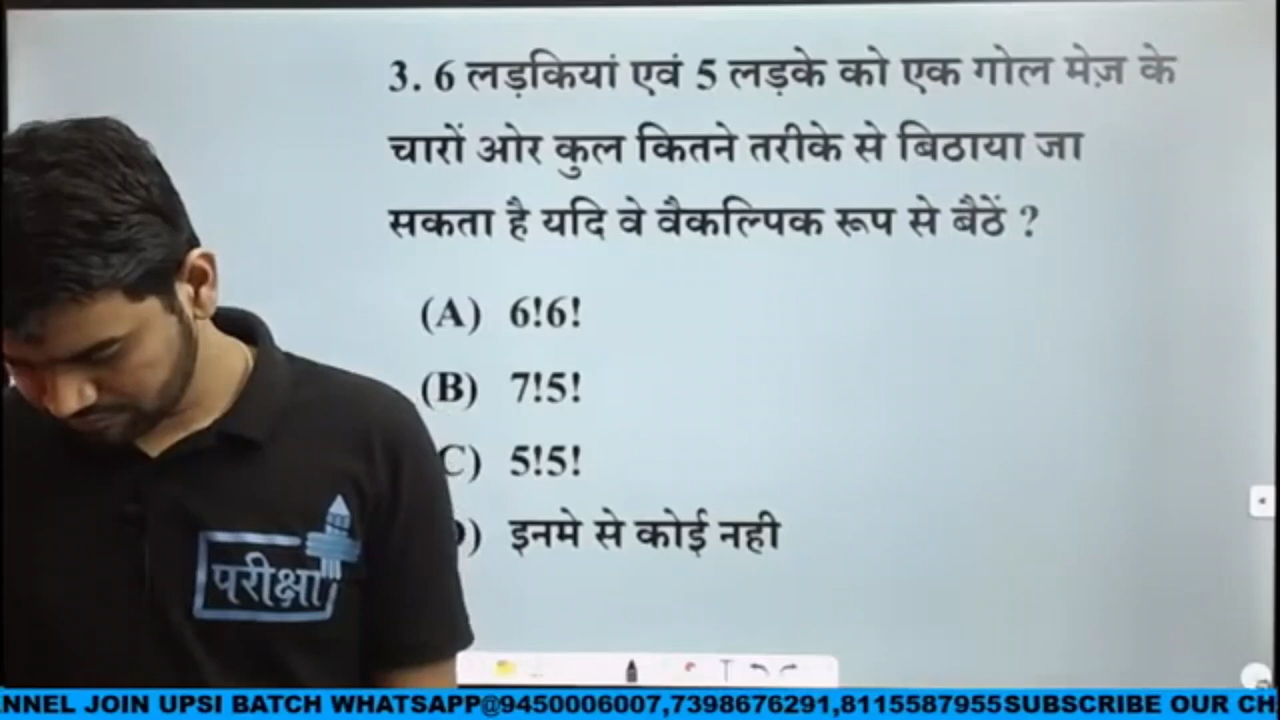 3. 6 लड़कियां एवं 5 लड़के को एक गोल मेज़ के
चारों ओर कुल कितने तरीके से बिठाया जा
सकता है यदि वे वैकल्पिक रूप से बैठें ?
(A) 6!6!
(B) 7!5!
C) 5!5!
) इनमे से कोई नही
परीक्षा
NNEL JOIN UPSI BATCH WHATSAPP@9450006007,7398676291,8115587955SUBSCRIBE OUR CH